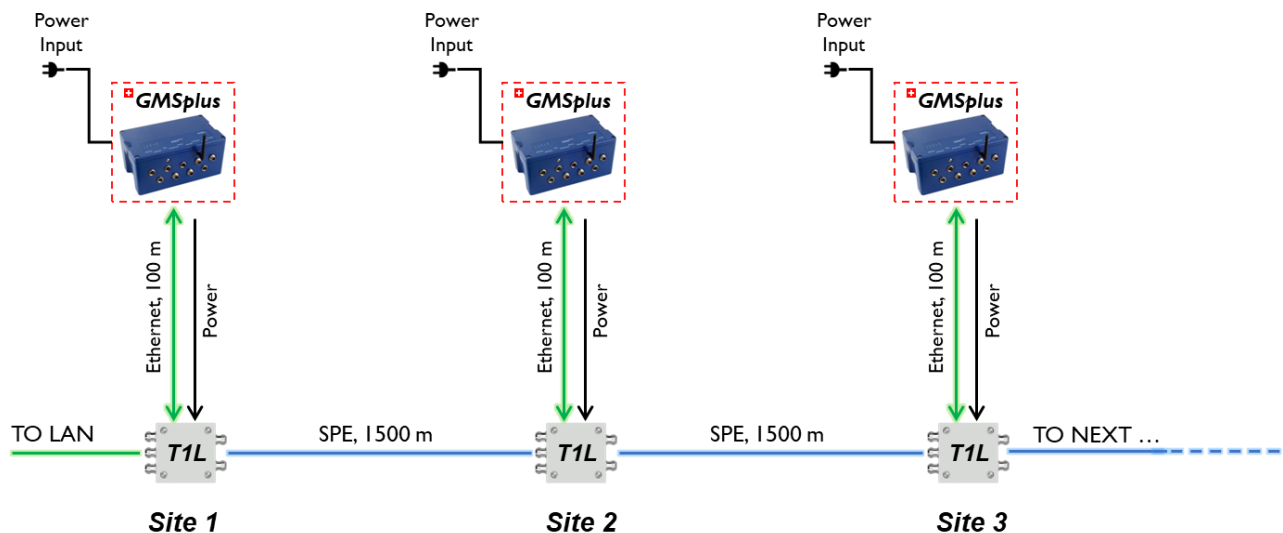 Power
Input
Power
Input
Power
Input
GMSplus
GMSplus
GMSplus
Ethernet, 100 m
Power
Ethernet, 100 m
Power
Ethernet, 100 m
Power
TO LAN
T1L
SPE, 1500 m
T1L
SPE, 1500 m
T1L
TO NEXT ...
Site 1
Site 2
Site 3